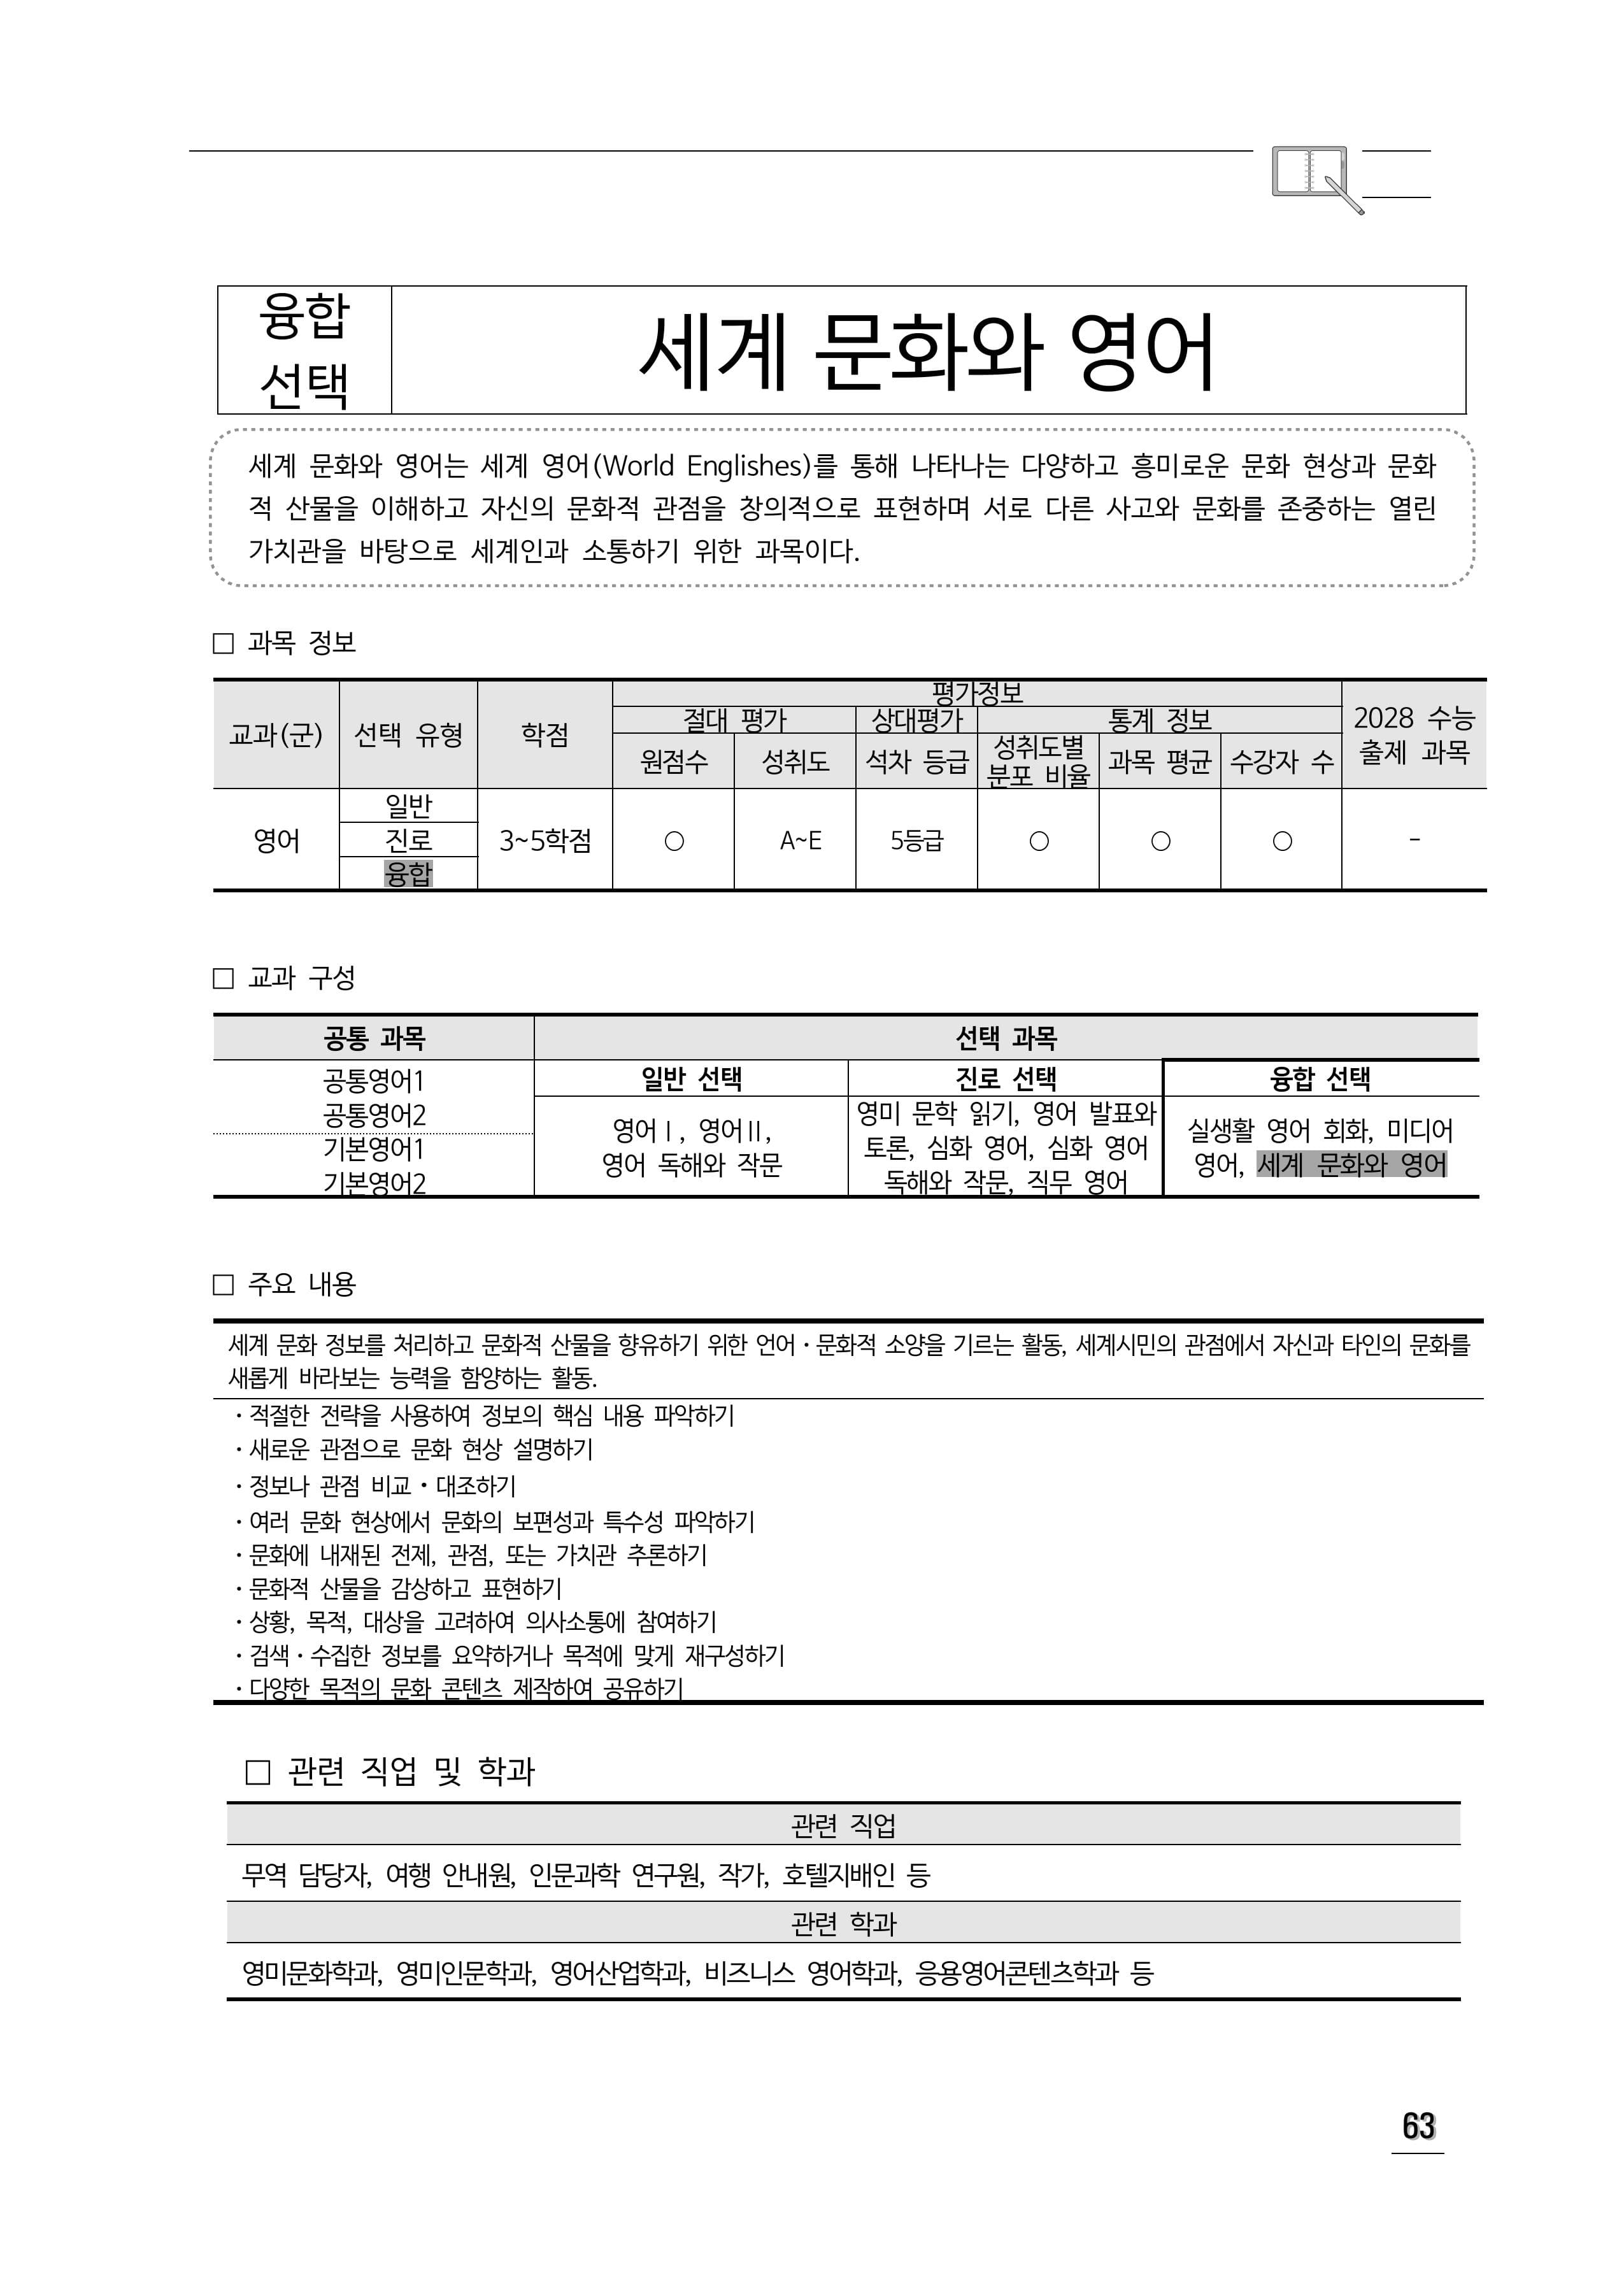 융합
선택
세계 문화와 영어
세계 문화와 영어는 세계 영어(World Englishes)를 통해 나타나는 다양하고 흥미로운 문화 현상과 문화
적 산물을 이해하고 자신의 문화적 관점을 창의적으로 표현하며 서로 다른 사고와 문화를 존중하는 열린
가치관을 바탕으로 세계인과 소통하기 위한 과목이다.
□ 과목 정보
평가정보
교과(군) 선택 유형 학점 절대 평가 상대평가 통계 정보 2028 수능
출제 과목
원점수 성취도 석차 등급 성취도별
분포 비율 과목 평균 수강자 수
일반
영어 진로 3~5학점 ○ A~E 5등급 ○ ○ ○ -
융합
□ 교과 구성
공통 과목 선택 과목
공통영어1 일반 선택 진로 선택 융합 선택
공통영어2
기본영어1
기본영어2
영어Ⅰ, 영어Ⅱ,
영어 독해와 작문
영미 문학 읽기, 영어 발표와
토론, 심화 영어, 심화 영어
독해와 작문, 직무 영어
실생활 영어 회화, 미디어
영어, 세계 문화와 영어
□ 주요 내용
세계 문화 정보를 처리하고 문화적 산물을 향유하기 위한 언어·문화적 소양을 기르는 활동, 세계시민의 관점에서 자신과 타인의 문화를
새롭게 바라보는 능력을 함양하는 활동.
·적절한 전략을 사용하여 정보의 핵심 내용 파악하기
·새로운 관점으로 문화 현상 설명하기
·정보나 관점 비교·대조하기
·여러 문화 현상에서 문화의 보편성과 특수성 파악하기
·문화에 내재된 전제, 관점, 또는 가치관 추론하기
·문화적 산물을 감상하고 표현하기
·상황, 목적, 대상을 고려하여 의사소통에 참여하기
·검색·수집한 정보를 요약하거나 목적에 맞게 재구성하기
·다양한 목적의 문화 콘텐츠 제작하여 공유하기
□ 관련 직업 및 학과
관련 직업
무역 담당자, 여행 안내원, 인문과학 연구원, 작가, 호텔지배인 등
관련 학과
영미문화학과, 영미인문학과, 영어산업학과, 비즈니스 영어학과, 응용영어콘텐츠학과 등
63